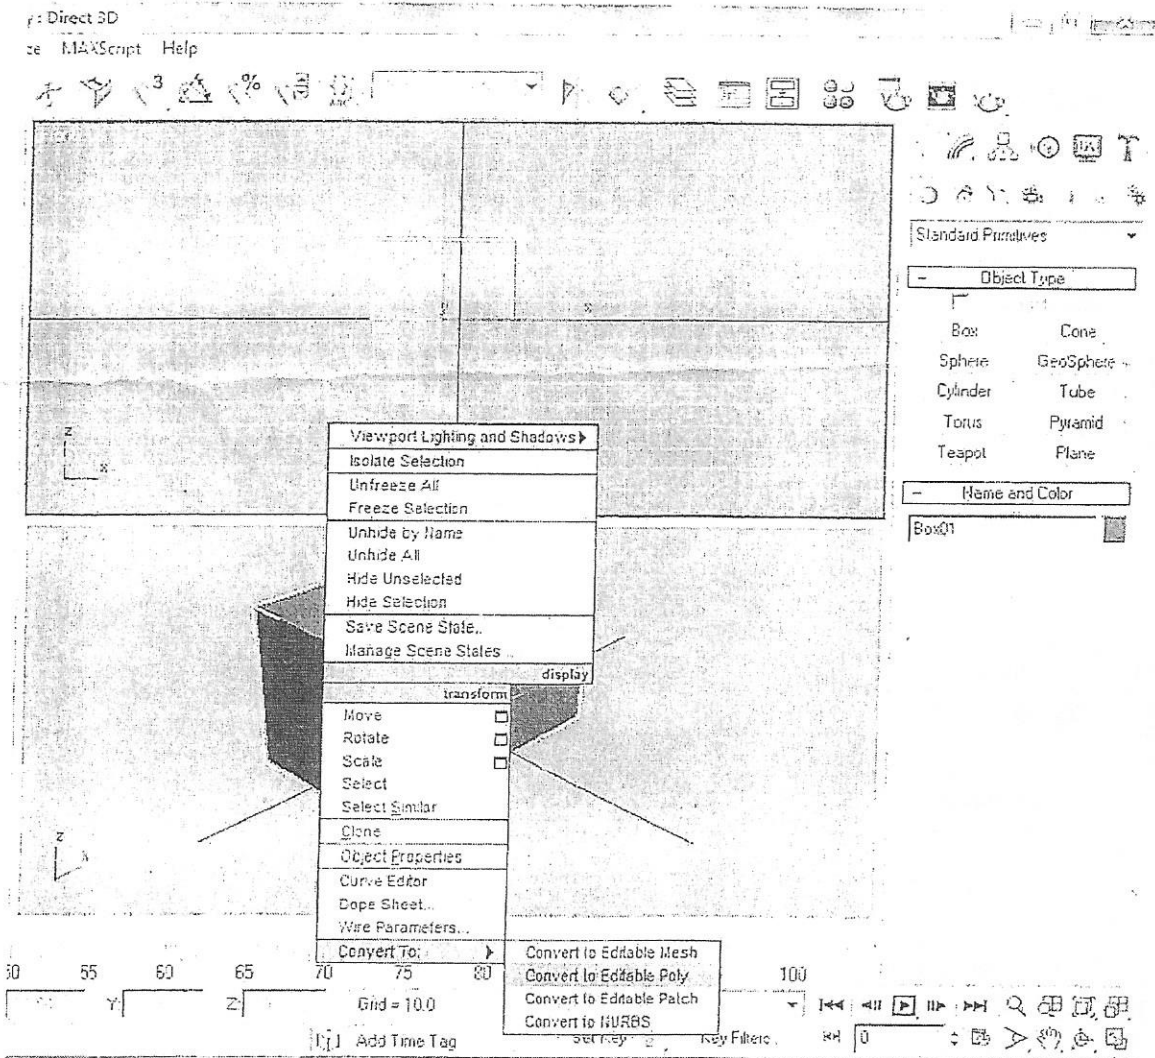 : Direct 3D
ze MAXScript Help
3 %
Standard Primitives
- Object Type
Box Cone
Sphere GeoSphere
Cylinder Tube
Torus Pyramid
Teapot Plane
- Name and Color
Box01
z
x
Viewport Lighting and Shadows
Isolate Selection
Unfreeze All
Freeze Selection
Unhide by Name
Unhide All
Hide Unselected
Hide Selection
Save Scene State..
Manage Scene States...
display
transform
Move
Rotate
Scale
Select
Select Similar
Clone
Object Properties
Curve Editor
Dope Sheet...
Wire Parameters...
Convert To:
Convert to Editable Mesh
Convert to Editable Poly
Convert to Editable Patch
Convert to NURBS
z
50 55 60 65 70 75 80 100
Y: Z: Grid = 10.0
Add Time Tag Set Key Key Filters... 0